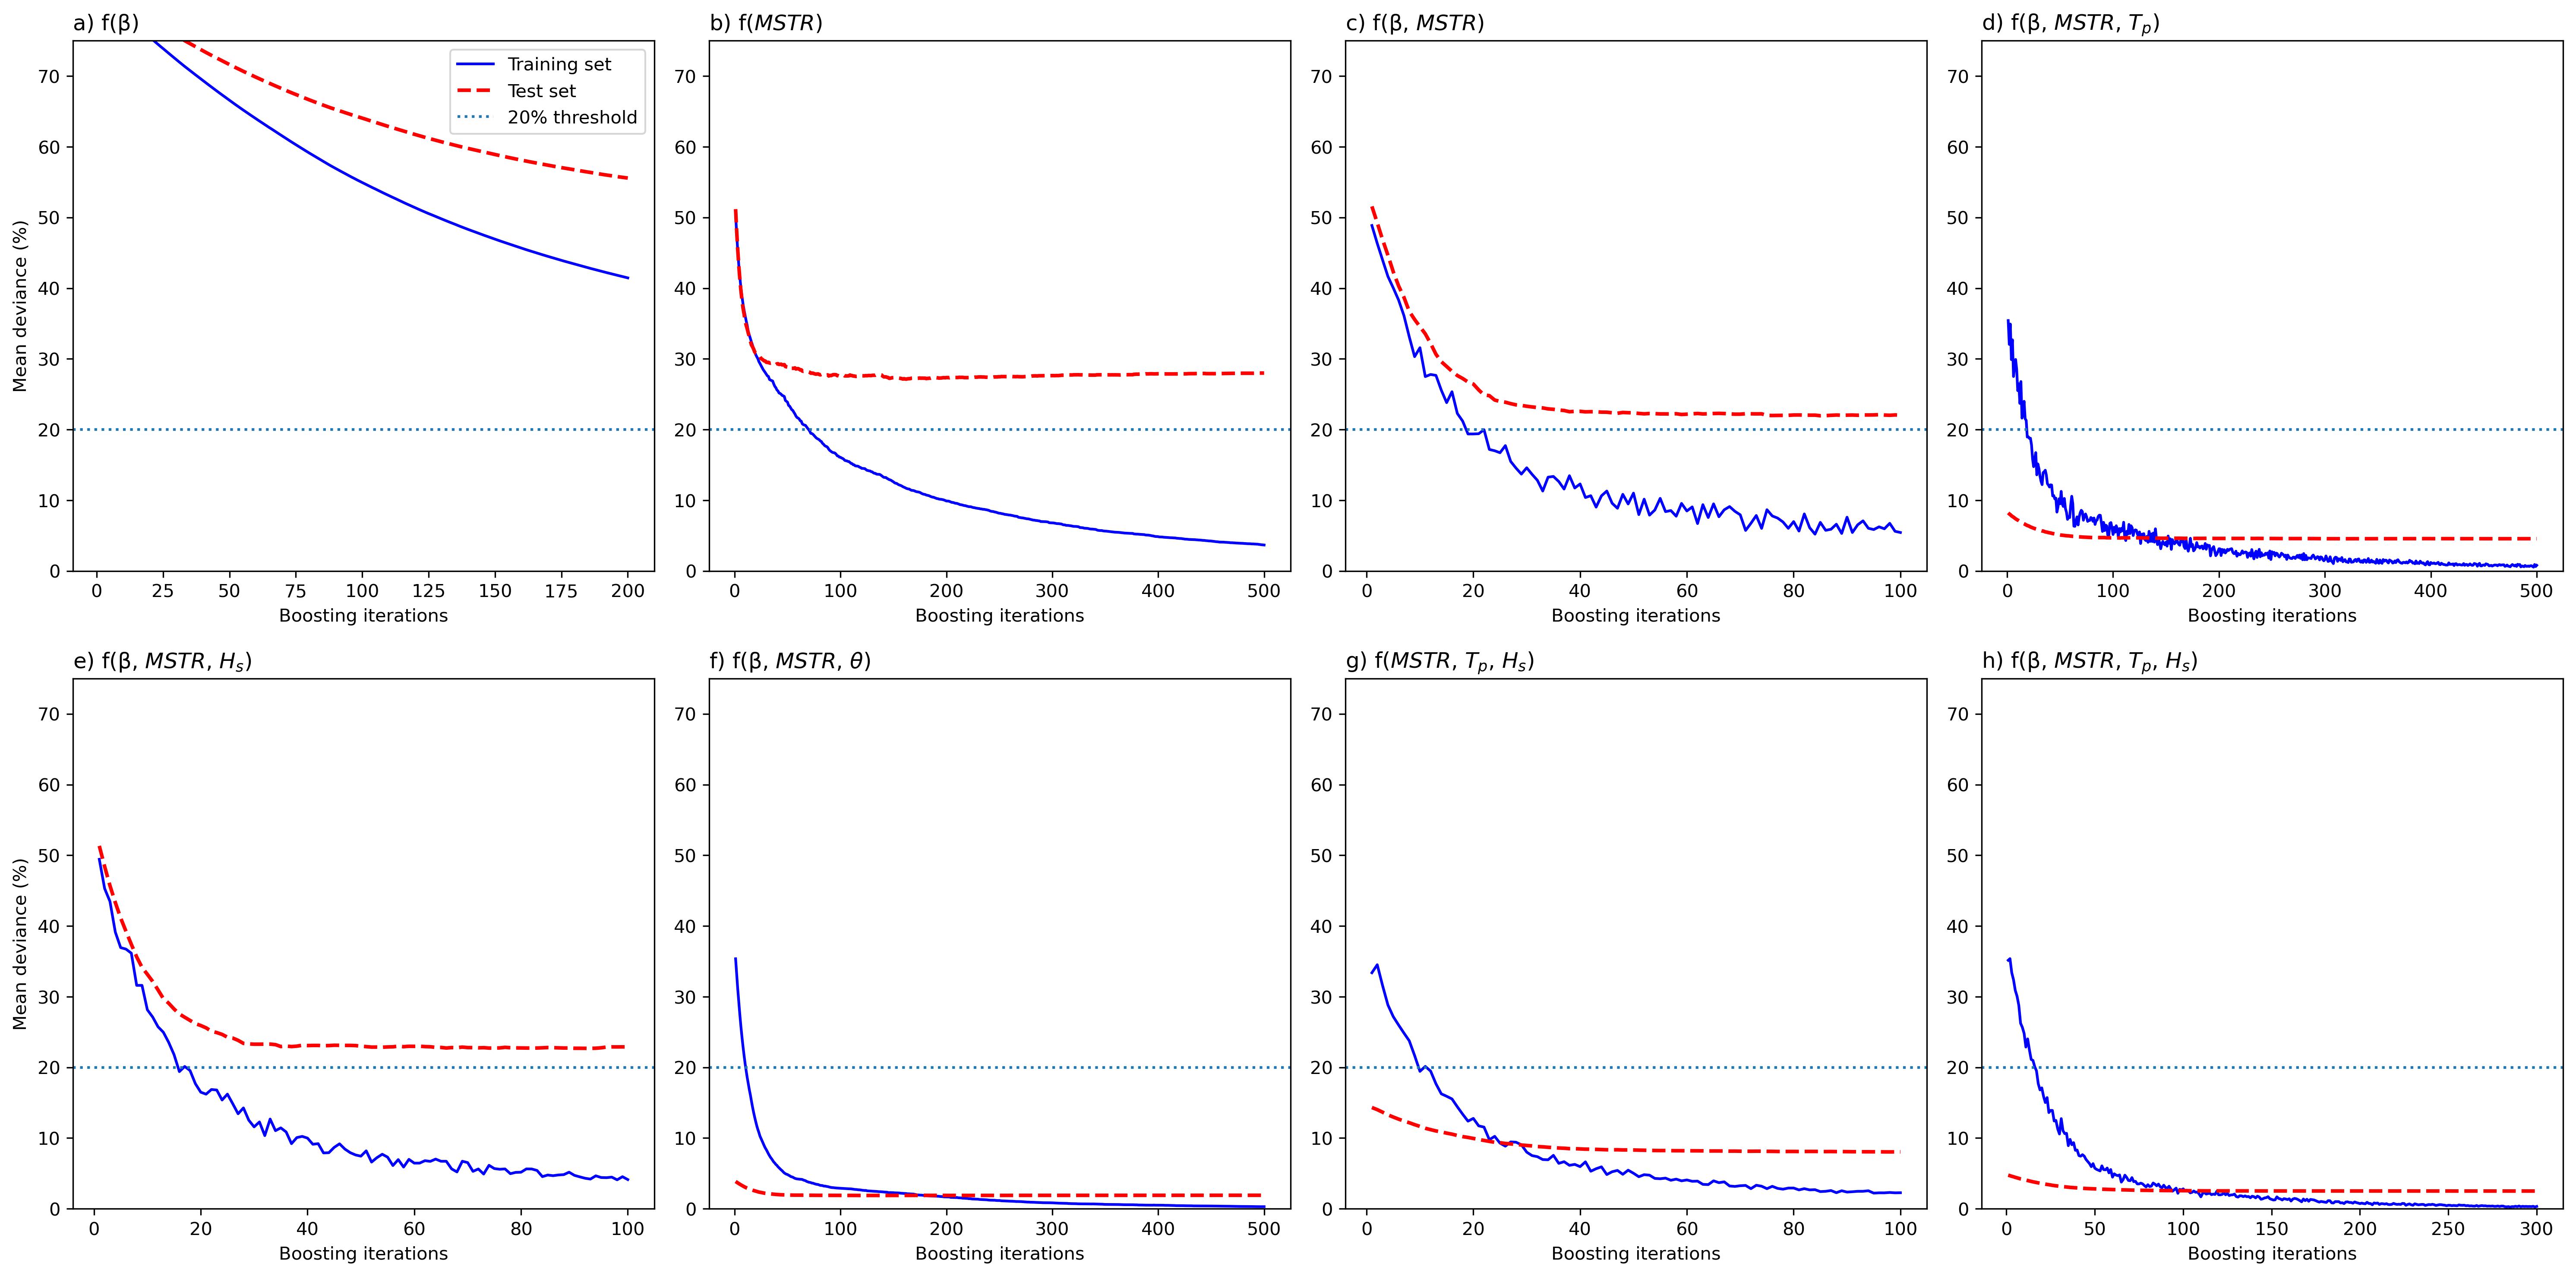 a) f(β)
b) f(MSTR)
c) f(β, MSTR)
d) f(β, MSTR, Tp)
Training set
Test set
20% threshold
Mean deviance (%)
70
60
50
40
30
20
10
0
0 25 50 75 100 125 150 175 200
Boosting iterations
70
60
50
40
30
20
10
0
0 100 200 300 400 500
Boosting iterations
70
60
50
40
30
20
10
0
0 20 40 60 80 100
Boosting iterations
70
60
50
40
30
20
10
0
0 100 200 300 400 500
Boosting iterations
e) f(β, MSTR, Hs)
f) f(β, MSTR, θ)
g) f(MSTR, Tp, Hs)
h) f(β, MSTR, Tp, Hs)
Mean deviance (%)
70
60
50
40
30
20
10
0
0 20 40 60 80 100
Boosting iterations
70
60
50
40
30
20
10
0
0 100 200 300 400 500
Boosting iterations
70
60
50
40
30
20
10
0
0 20 40 60 80 100
Boosting iterations
70
60
50
40
30
20
10
0
0 50 100 150 200 250 300
Boosting iterations